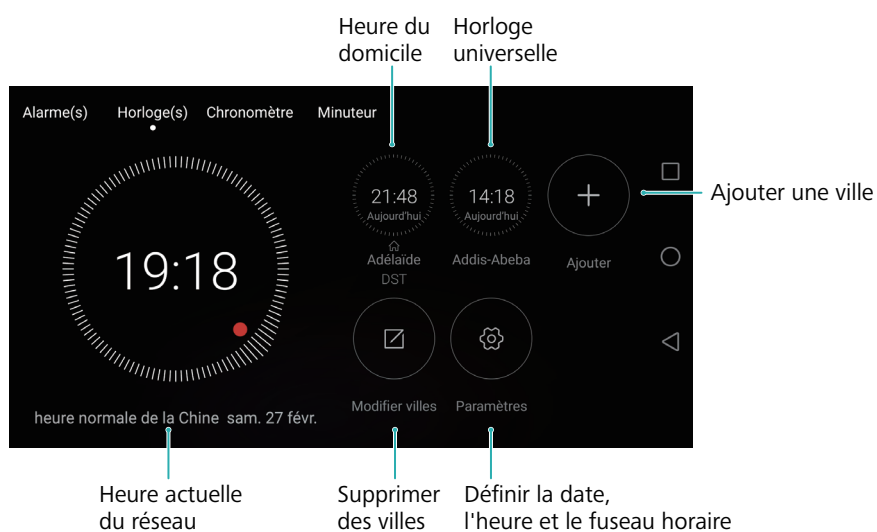 Heure du
domicile
Horloge
universelle
Alarme(s) Horloge(s) Chronomètre Minuteur
19:18
heure normale de la Chine sam. 27 févr.
21:48
Aujourd'hui
Adélaïde
DST
14:18
Aujourd'hui
Addis-Abeba
Ajouter
Ajouter une ville
Modifier villes
Paramètres
Heure actuelle
du réseau
Supprimer
des villes
Définir la date,
l'heure et le fuseau horaire